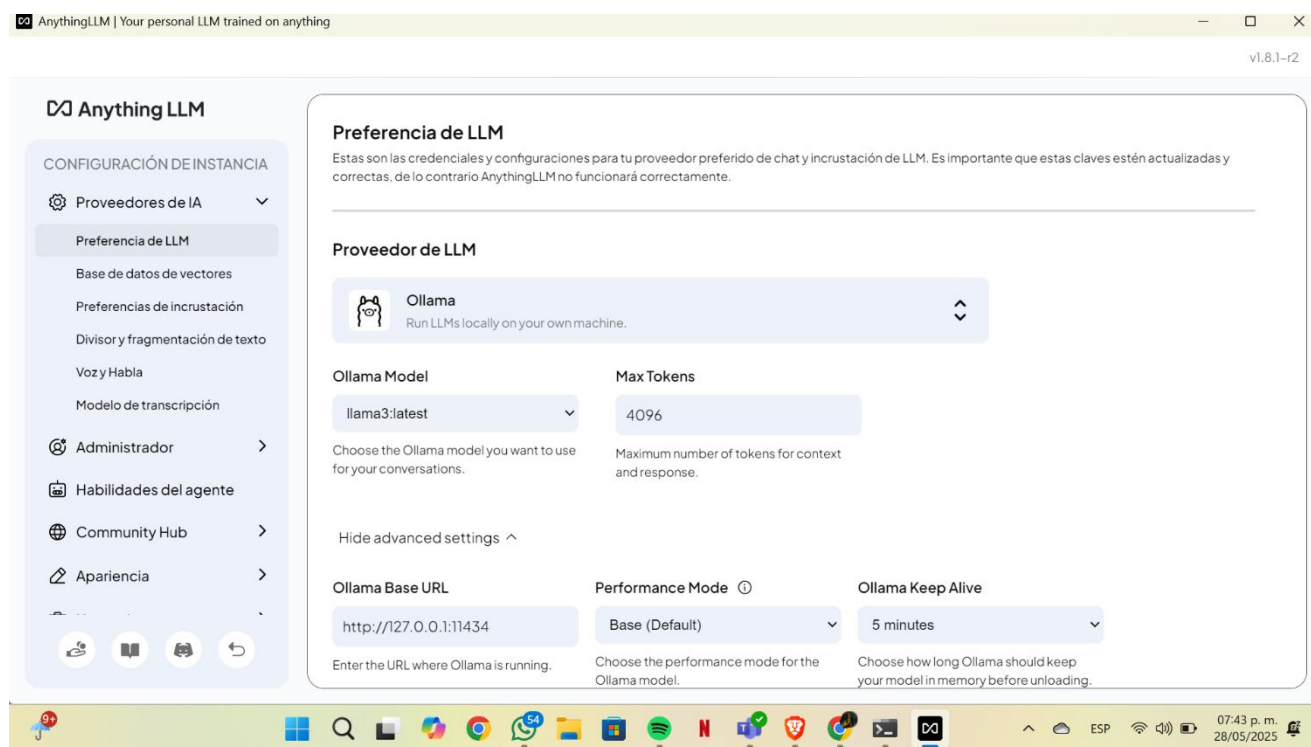 AnythingLLM | Your personal LLM trained on anything
v1.8.1-r2
Anything LLM
CONFIGURACIÓN DE INSTANCIA
Proveedores de IA
Preferencia de LLM
Base de datos de vectores
Preferencias de incrustación
Divisor y fragmentación de texto
Voz y Habla
Modelo de transcripción
Administrador
Habilidades del agente
Community Hub
Apariencia
Preferencia de LLM
Estas son las credenciales y configuraciones para tu proveedor preferido de chat y incrustación de LLM. Es importante que estas claves estén actualizadas y
correctas, de lo contrario AnythingLLM no funcionará correctamente.
Proveedor de LLM
Ollama
Run LLMs locally on your own machine.
Ollama Model
llama3:latest
Choose the Ollama model you want to use
for your conversations.
Max Tokens
4096
Maximum number of tokens for context
and response.
Hide advanced settings
Ollama Base URL
http://127.0.0.1:11434
Enter the URL where Ollama is running.
Performance Mode
Base (Default)
Choose the performance mode for the
Ollama model.
Ollama Keep Alive
5 minutes
Choose how long Ollama should keep
your model in memory before unloading.
9+
54
N
ESP
07:43 p. m.
28/05/2025